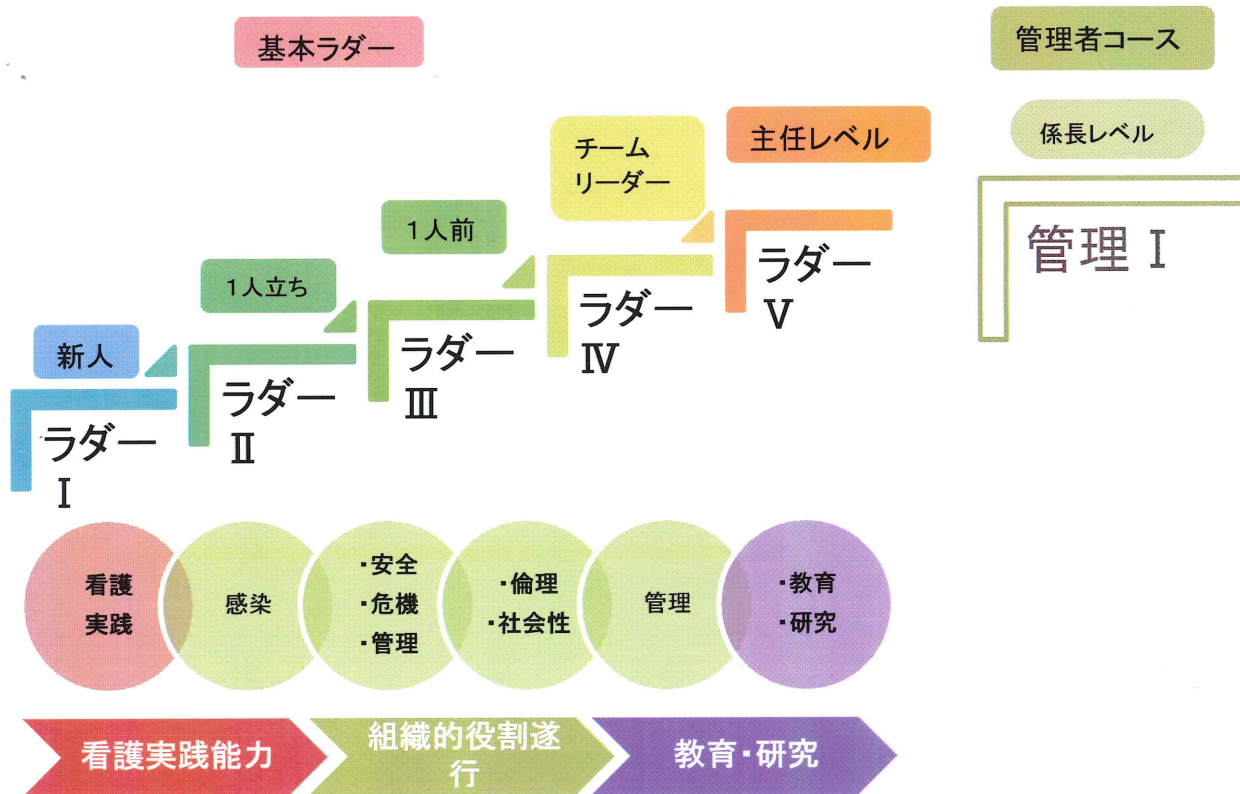 基本ラダー
管理者コース
係長レベル
管理Ⅰ
主任レベル
ラダー
Ⅴ
チーム
リーダー
ラダー
Ⅳ
1人前
ラダー
Ⅲ
1人立ち
ラダー
Ⅱ
新人
ラダー
Ⅰ
看護
実践
感染
・安全
・危機
・管理
・倫理
・社会性
管理
・教育
・研究
看護実践能力
組織的役割遂
行
教育・研究